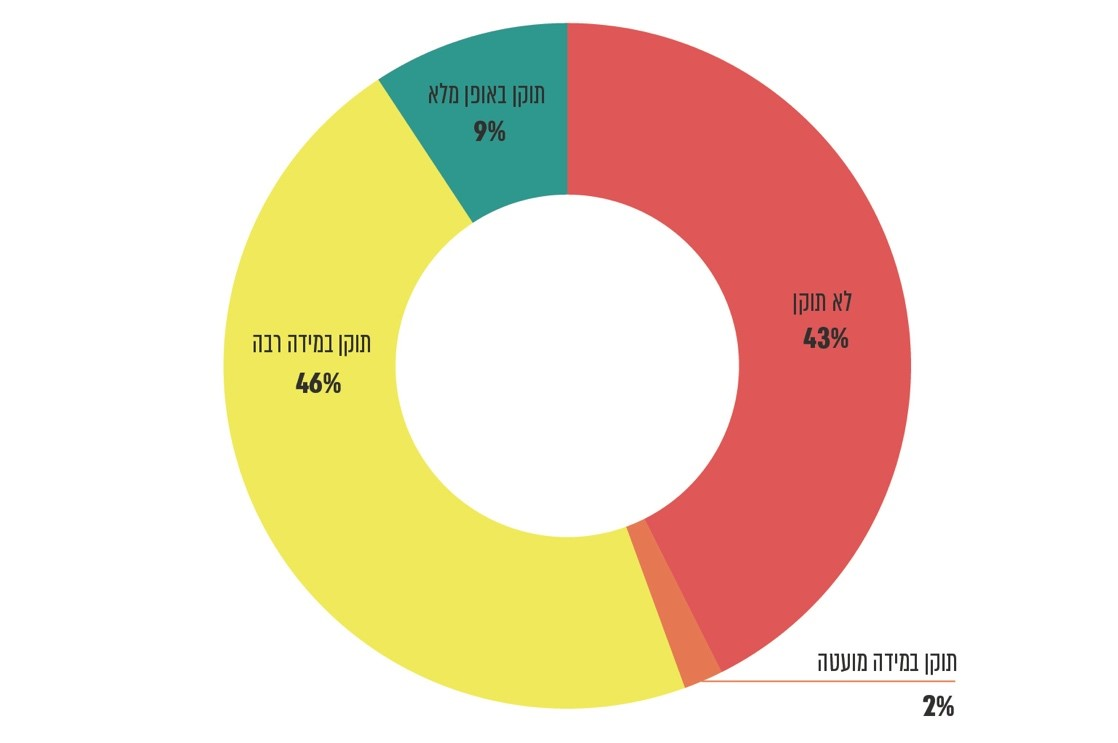 תוקן באופן מלא
9%
לא תוקן
43%
תוקן במידה רבה
46%
תוקן במידה מועטה
2%